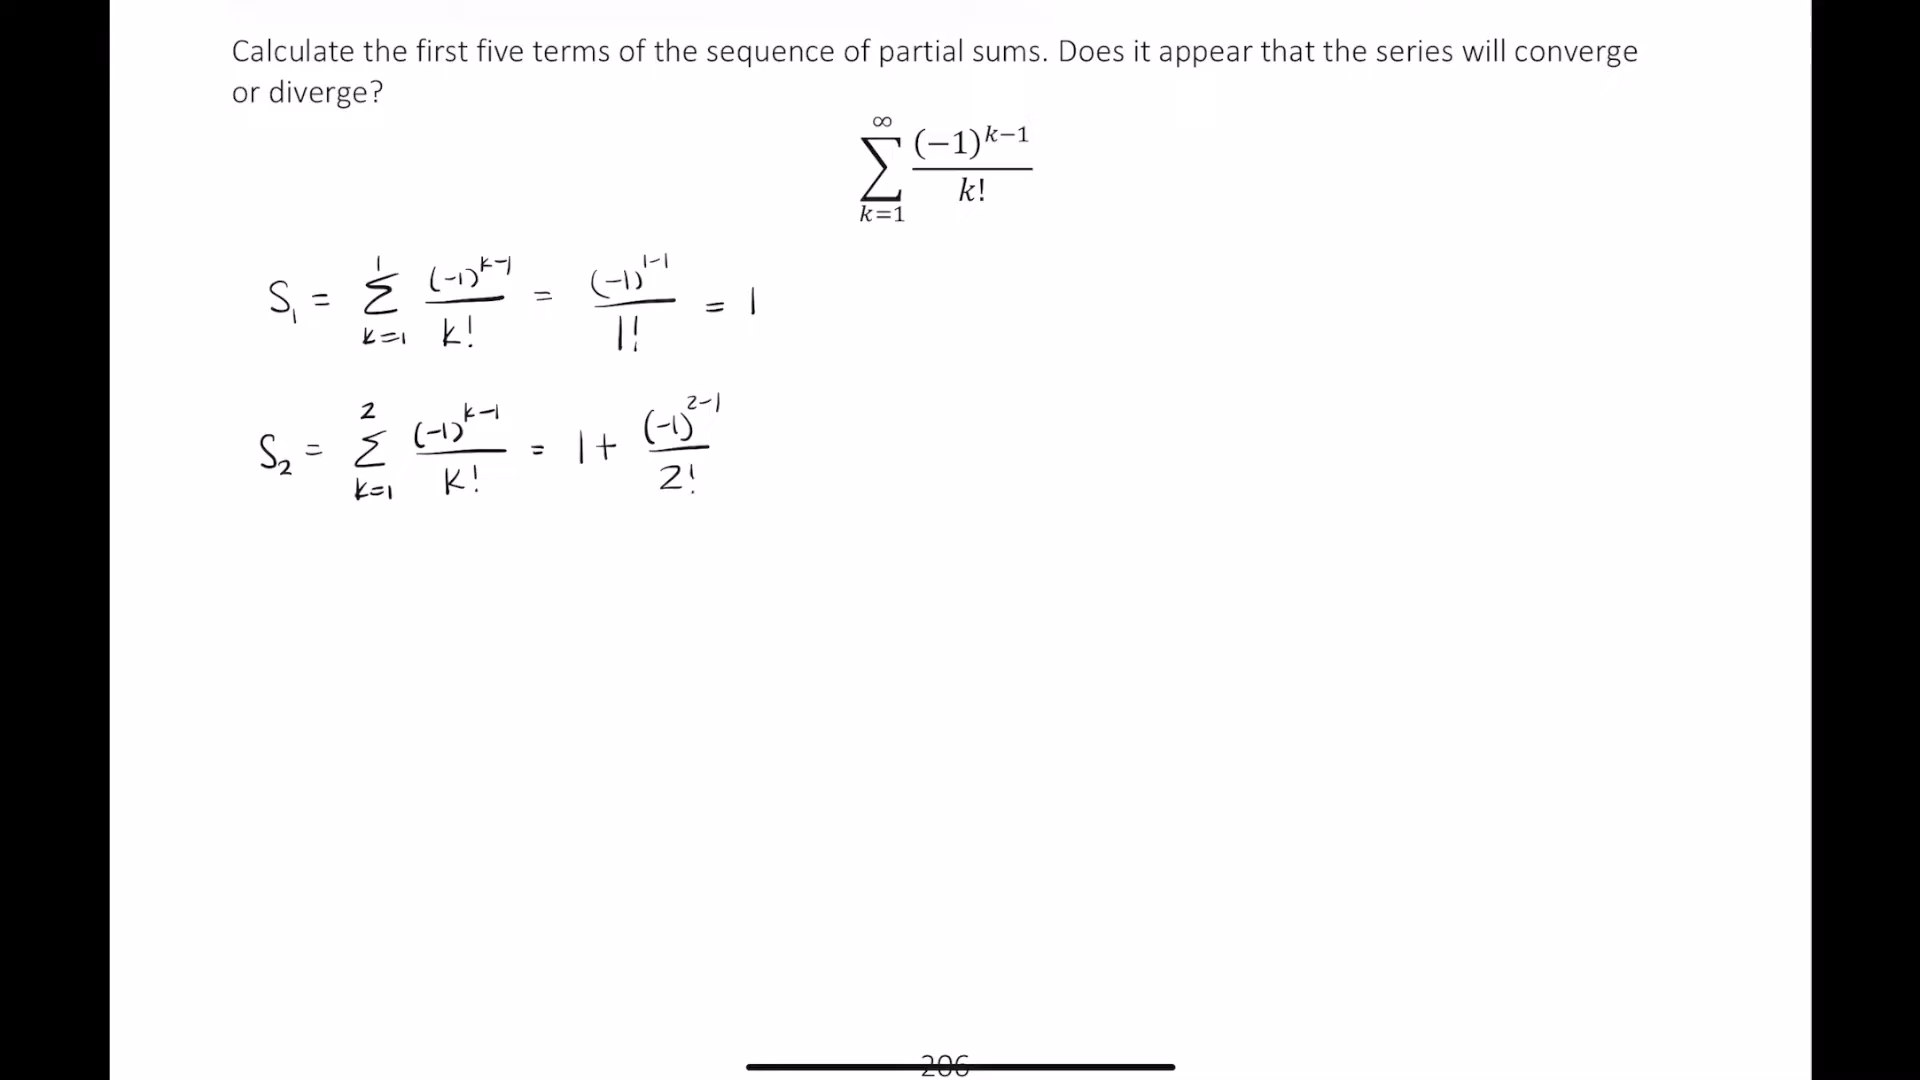 Calculate the first five terms of the sequence of partial sums. Does it appear that the series will converge
or diverge?
∑_{k=1}^{∞} (−1)^{k−1} / k!
S₁ = ∑_{k=1}^{1} (-1)^{k-1} / k! = (-1)^{1-1} / 1! = 1
S₂ = ∑_{k=1}^{2} (-1)^{k-1} / k! = 1 + (-1)^{2-1} / 2!
206